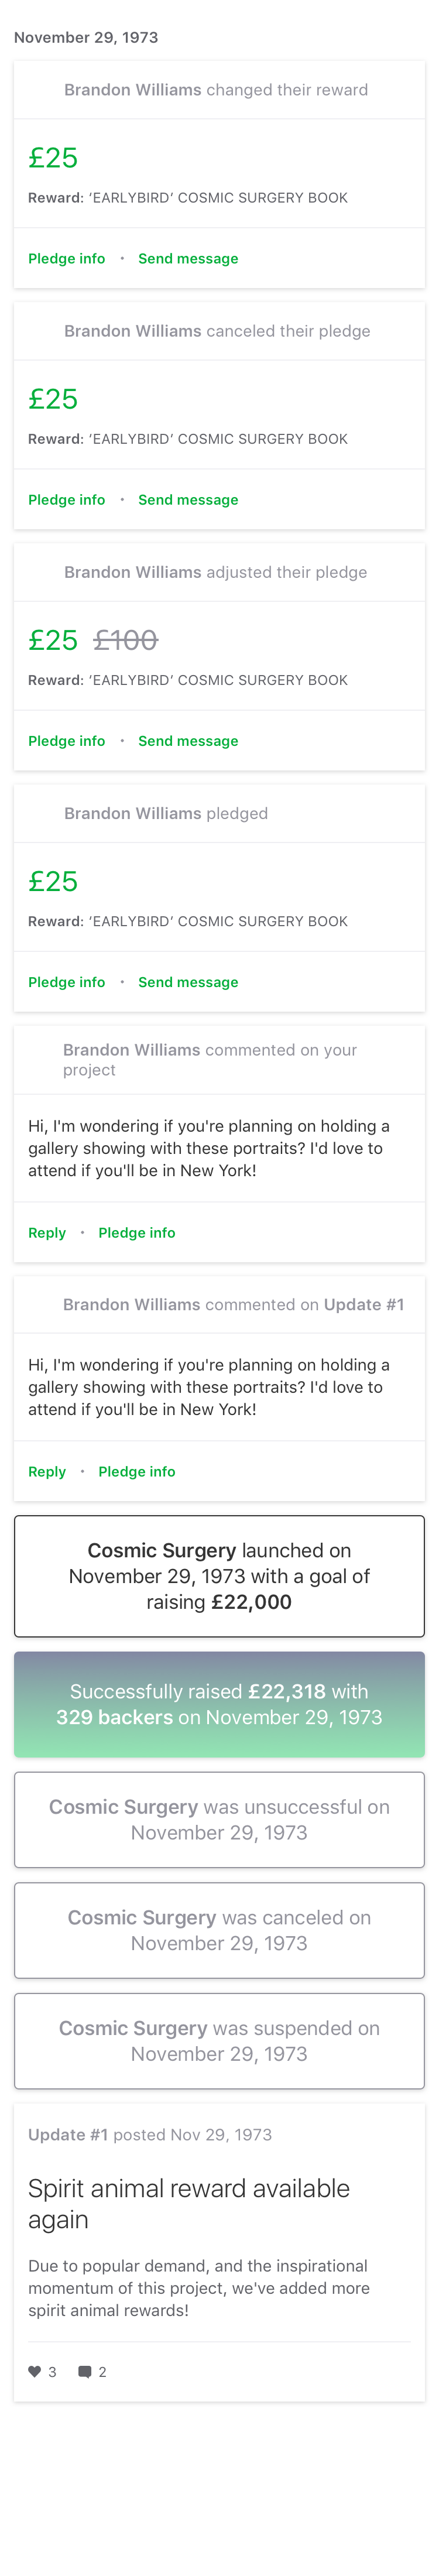 November 29, 1973
Brandon Williams changed their reward
£25
Reward: ‘EARLYBIRD’ COSMIC SURGERY BOOK
Pledge info • Send message
Brandon Williams canceled their pledge
£25
Reward: ‘EARLYBIRD’ COSMIC SURGERY BOOK
Pledge info • Send message
Brandon Williams adjusted their pledge
£25 £100
Reward: ‘EARLYBIRD’ COSMIC SURGERY BOOK
Pledge info • Send message
Brandon Williams pledged
£25
Reward: ‘EARLYBIRD’ COSMIC SURGERY BOOK
Pledge info • Send message
Brandon Williams commented on your
project
Hi, I'm wondering if you're planning on holding a
gallery showing with these portraits? I'd love to
attend if you'll be in New York!
Reply • Pledge info
Brandon Williams commented on Update #1
Hi, I'm wondering if you're planning on holding a
gallery showing with these portraits? I'd love to
attend if you'll be in New York!
Reply • Pledge info
Cosmic Surgery launched on
November 29, 1973 with a goal of
raising £22,000
Successfully raised £22,318 with
329 backers on November 29, 1973
Cosmic Surgery was unsuccessful on
November 29, 1973
Cosmic Surgery was canceled on
November 29, 1973
Cosmic Surgery was suspended on
November 29, 1973
Update #1 posted Nov 29, 1973
Spirit animal reward available
again
Due to popular demand, and the inspirational
momentum of this project, we've added more
spirit animal rewards!
3 2